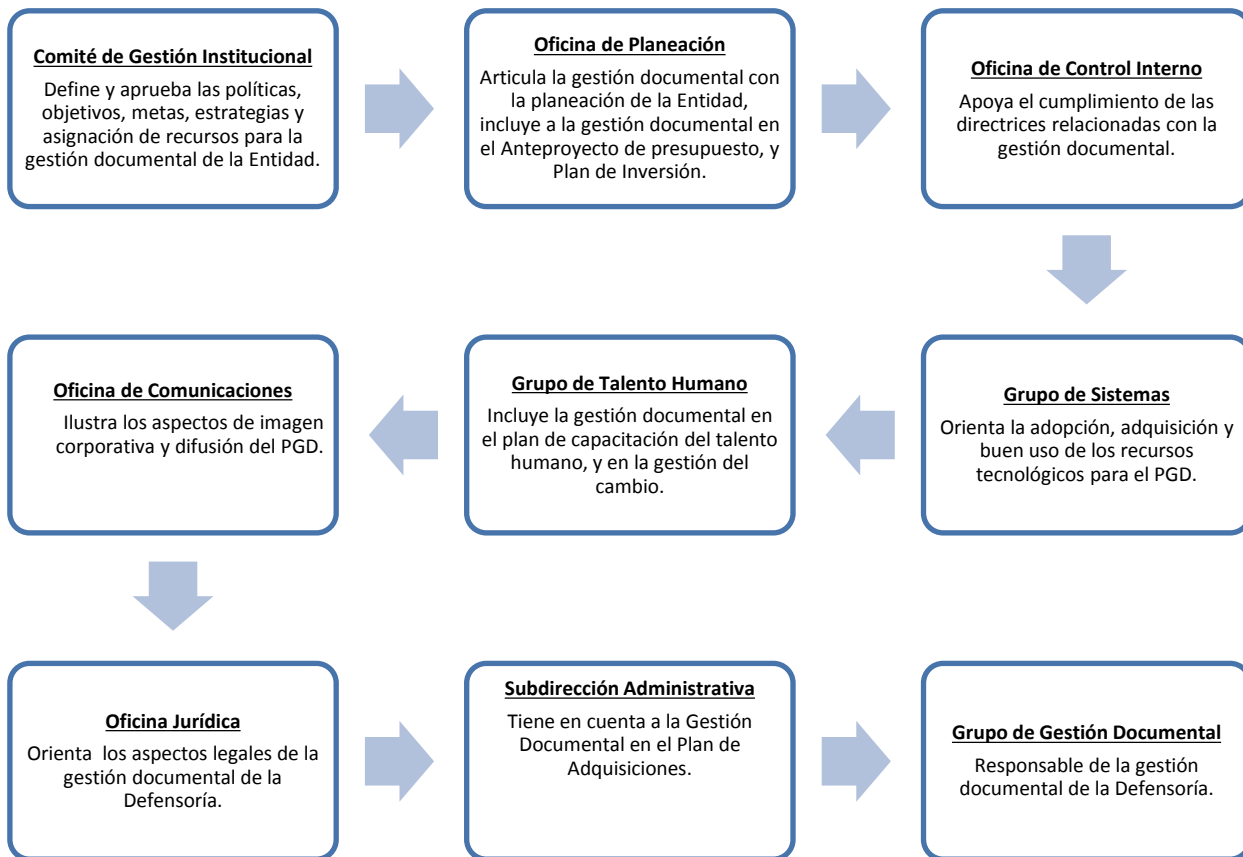 Comité de Gestión Institucional
Define y aprueba las políticas,
objetivos, metas, estrategias y
asignación de recursos para la
gestión documental de la Entidad.
Oficina de Planeación
Articula la gestión documental con
la planeación de la Entidad,
incluye a la gestión documental en
el Anteproyecto de presupuesto, y
Plan de Inversión.
Oficina de Control Interno
Apoya el cumplimiento de las
directrices relacionadas con la
gestión documental.
Grupo de Sistemas
Orienta la adopción, adquisición y
buen uso de los recursos
tecnológicos para el PGD.
Grupo de Talento Humano
Incluye la gestión documental en
el plan de capacitación del talento
humano, y en la gestión del
cambio.
Oficina de Comunicaciones
Ilustra los aspectos de imagen
corporativa y difusión del PGD.
Oficina Jurídica
Orienta  los aspectos legales de la
gestión documental de la
Defensoría.
Subdirección Administrativa
Tiene en cuenta a la Gestión
Documental en el Plan de
Adquisiciones.
Grupo de Gestión Documental
Responsable de la gestión
documental de la Defensoría.